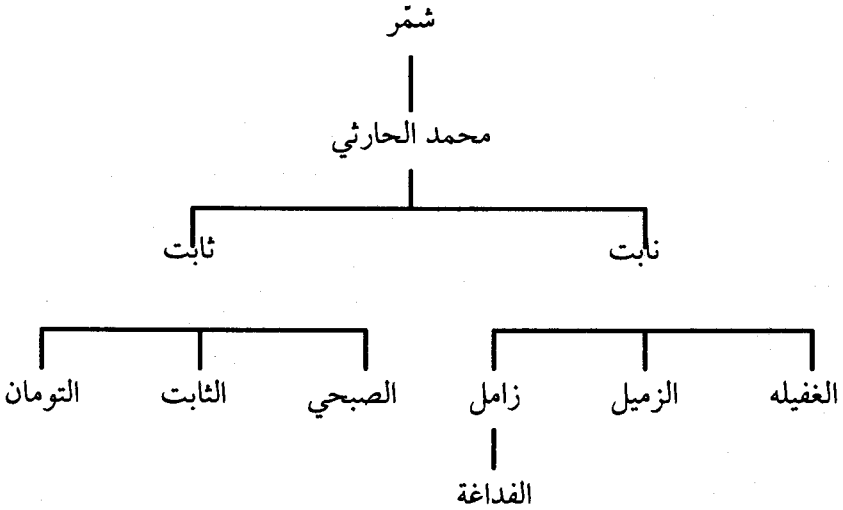 شمّر
محمد الحارثي
نابت ثابت
الغفيله الزميل زامل الصبحي الثابت التومان
الفداغة